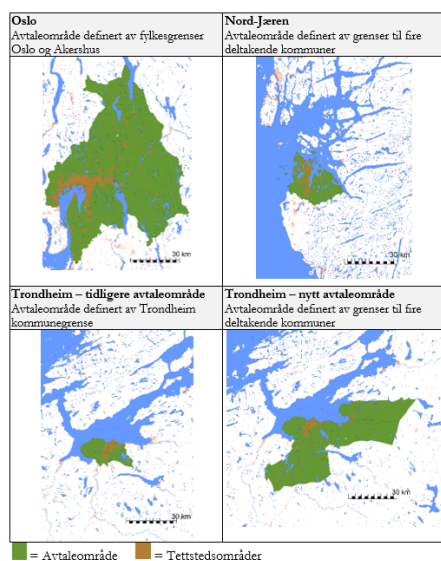 Oslo
Avtaleområde definert av fylkesgrenser
Oslo og Akershus
Nord-Jæren
Avtaleområde definert av grenser til fire
deltakende kommuner
30 km
30 km
Trondheim – tidligere avtaleområde
Avtaleområde definert av Trondheim
kommunegrense
Trondheim – nytt avtaleområde
Avtaleområde definert av grenser til fire
deltakende kommuner
30 km
30 km
= Avtaleområde = Tettstedsområder